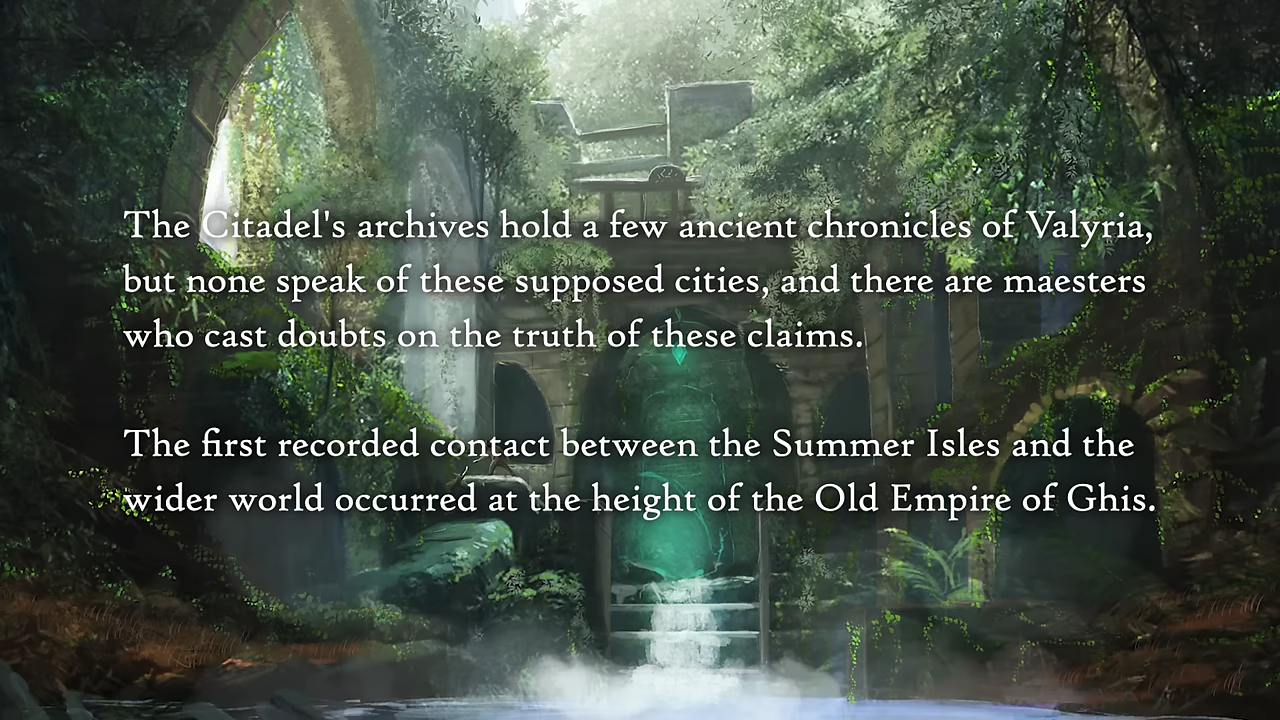 The Citadel's archives hold a few ancient chronicles of Valyria,
but none speak of these supposed cities, and there are maesters
who cast doubts on the truth of these claims.
The first recorded contact between the Summer Isles and the
wider world occurred at the height of the Old Empire of Ghis.